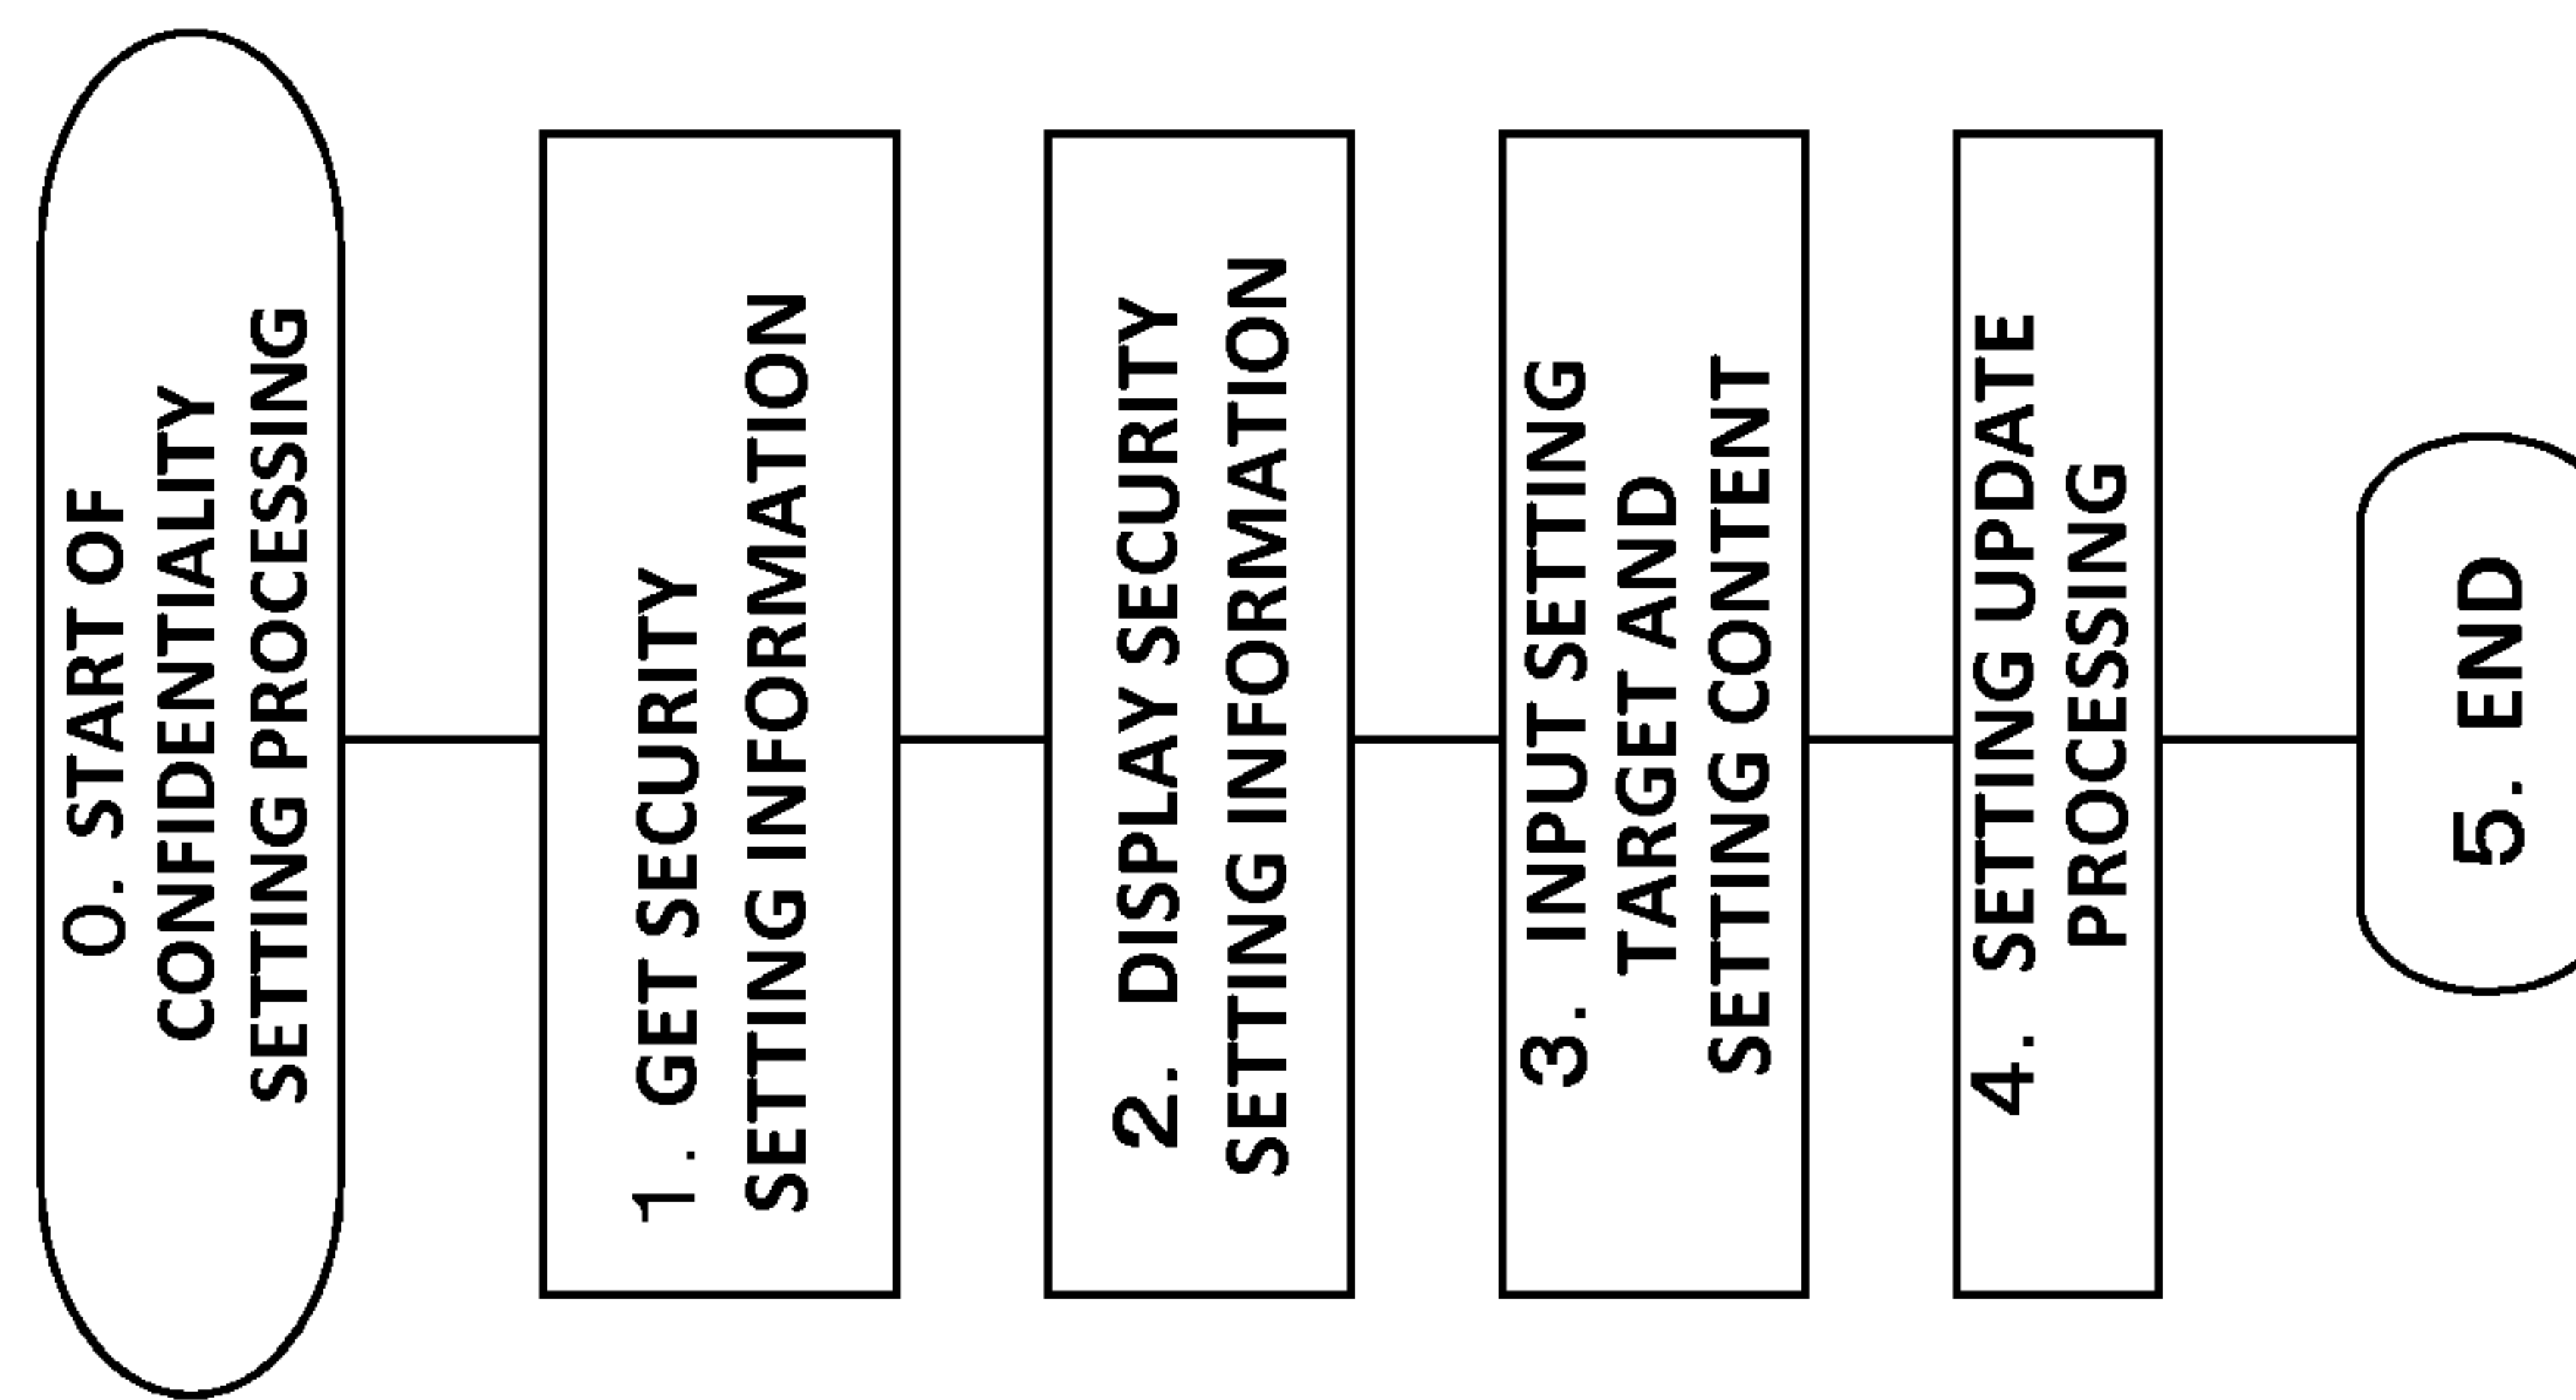 0. START OF
CONFIDENTIALITY
SETTING PROCESSING
1. GET SECURITY
SETTING INFORMATION
2. DISPLAY SECURITY
SETTING INFORMATION
3. INPUT SETTING
TARGET AND
SETTING CONTENT
4. SETTING UPDATE
PROCESSING
5. END